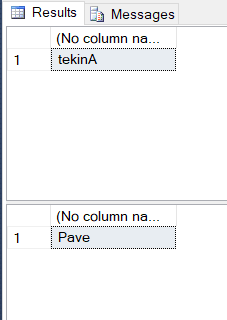 Results Messages
(No column na...
1 tekinA
(No column na...
1 Pave